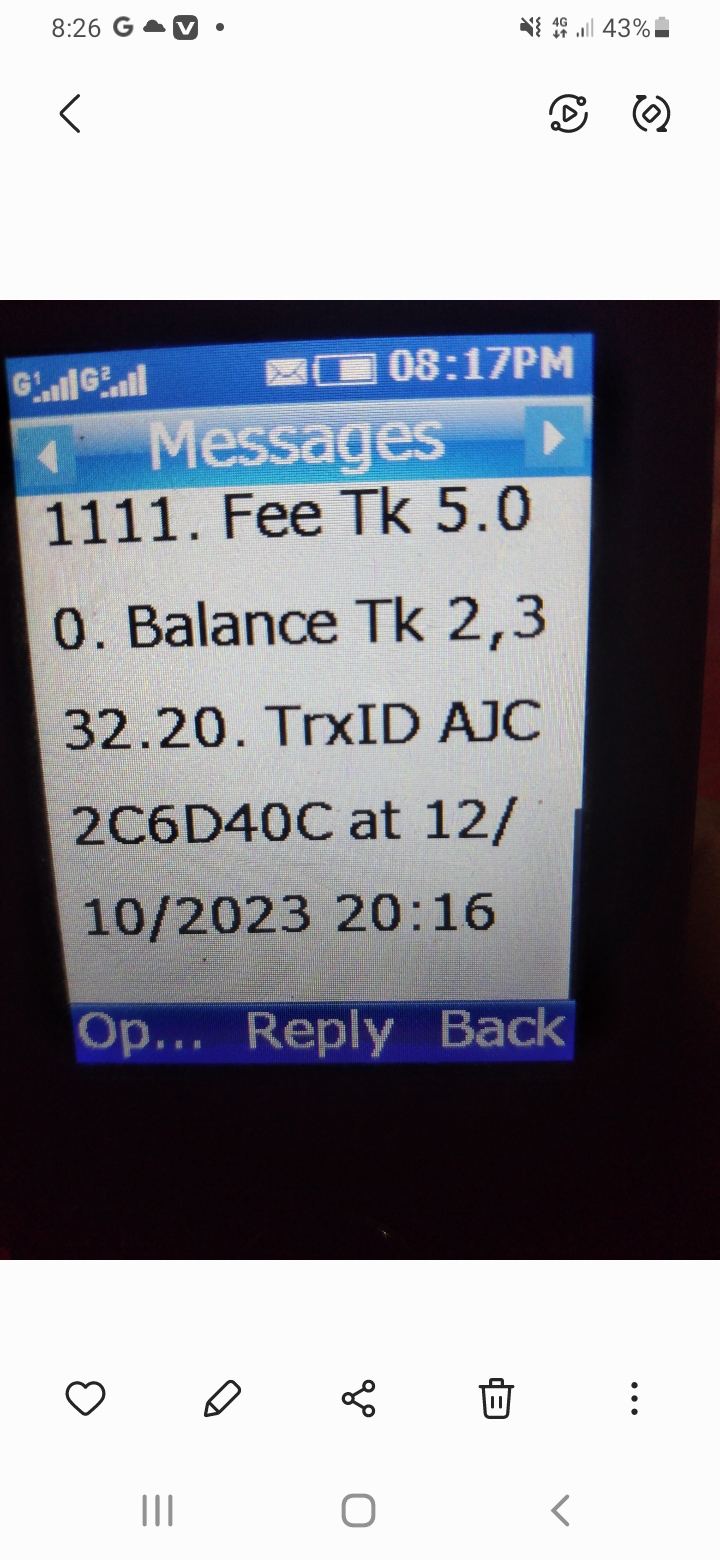 8:26 G V
4G 43%
G¹ G² 08:17PM
Messages
1111. Fee Tk 5.0
0. Balance Tk 2,3
32.20. TrxID AJC
2C6D40C at 12/
10/2023 20:16
Op... Reply Back